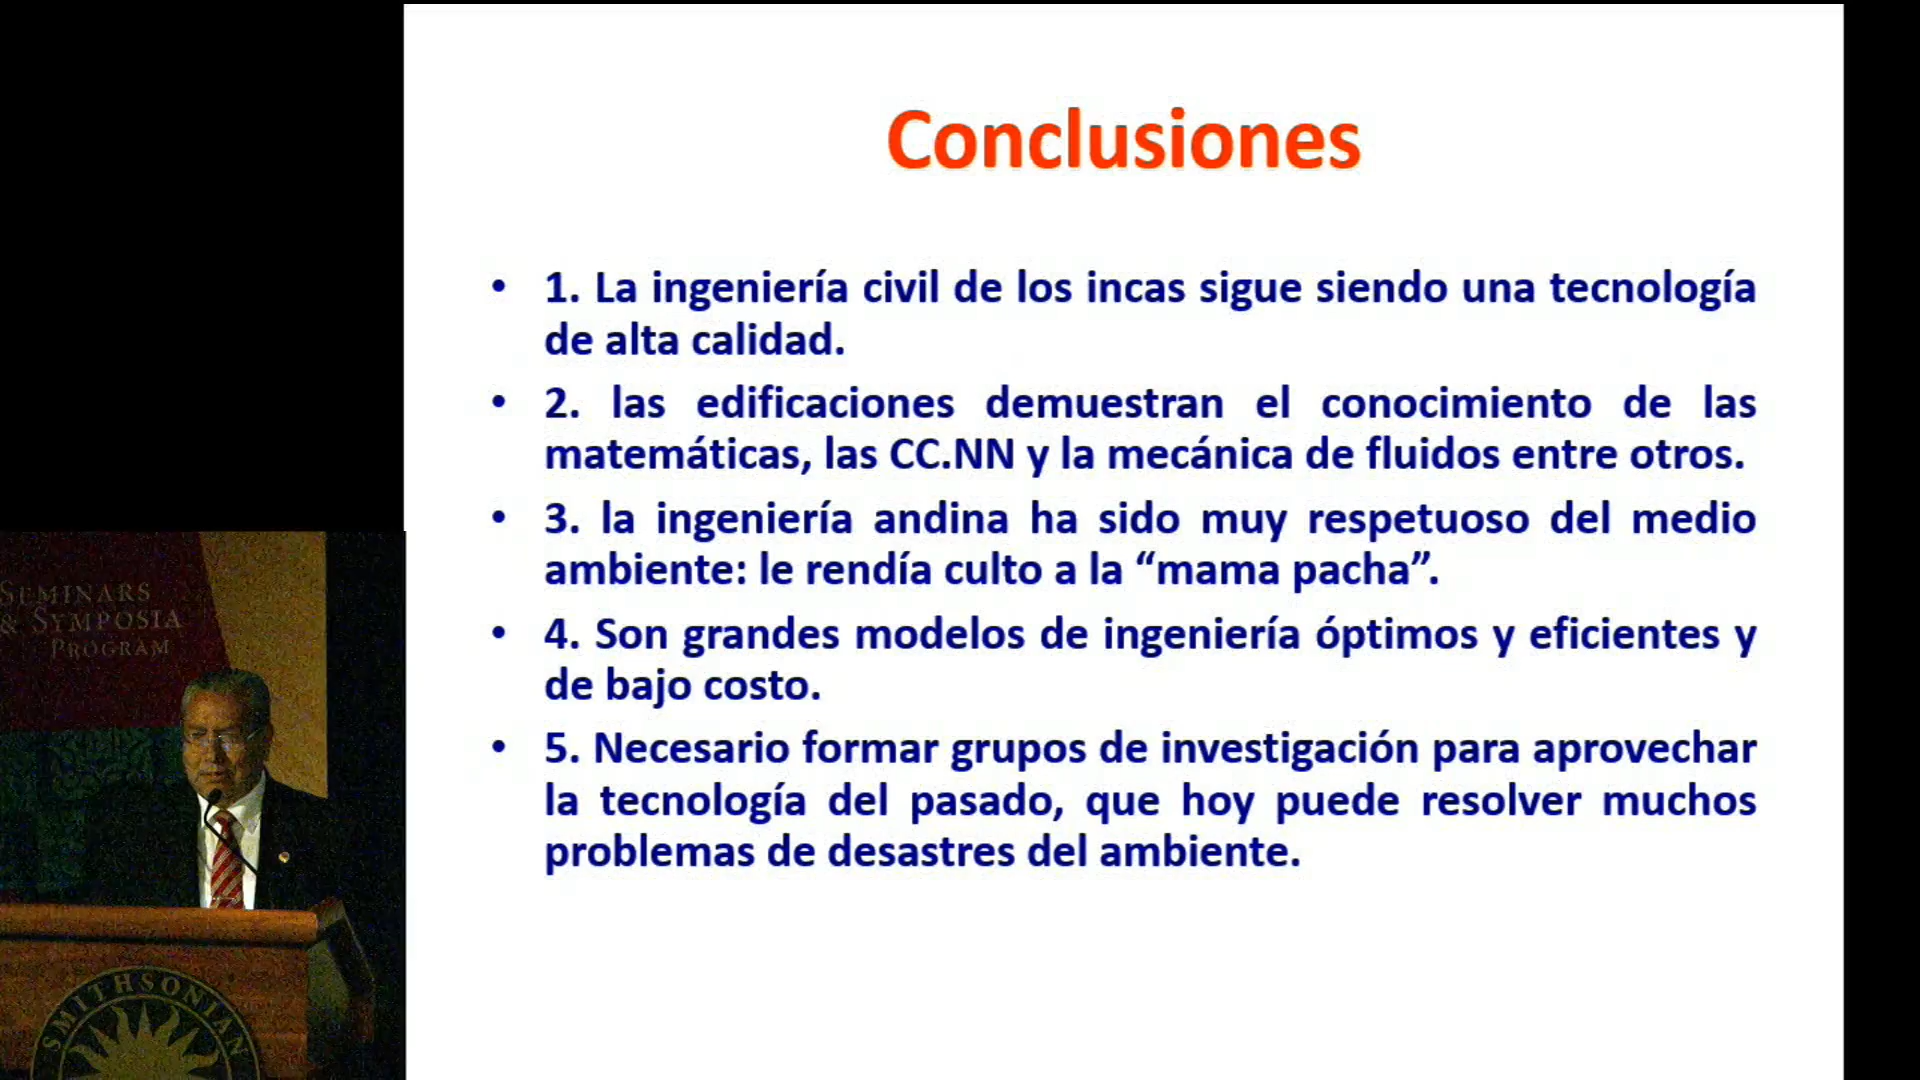 Conclusiones
• 1. La ingeniería civil de los incas sigue siendo una tecnología
de alta calidad.
• 2. las edificaciones demuestran el conocimiento de las
matemáticas, las CC.NN y la mecánica de fluidos entre otros.
• 3. la ingeniería andina ha sido muy respetuoso del medio
ambiente: le rendía culto a la “mama pacha”.
• 4. Son grandes modelos de ingeniería óptimos y eficientes y
de bajo costo.
• 5. Necesario formar grupos de investigación para aprovechar
la tecnología del pasado, que hoy puede resolver muchos
problemas de desastres del ambiente.
SEMINARS
& SYMPOSIA
PROGRAM
SMITHSONIAN